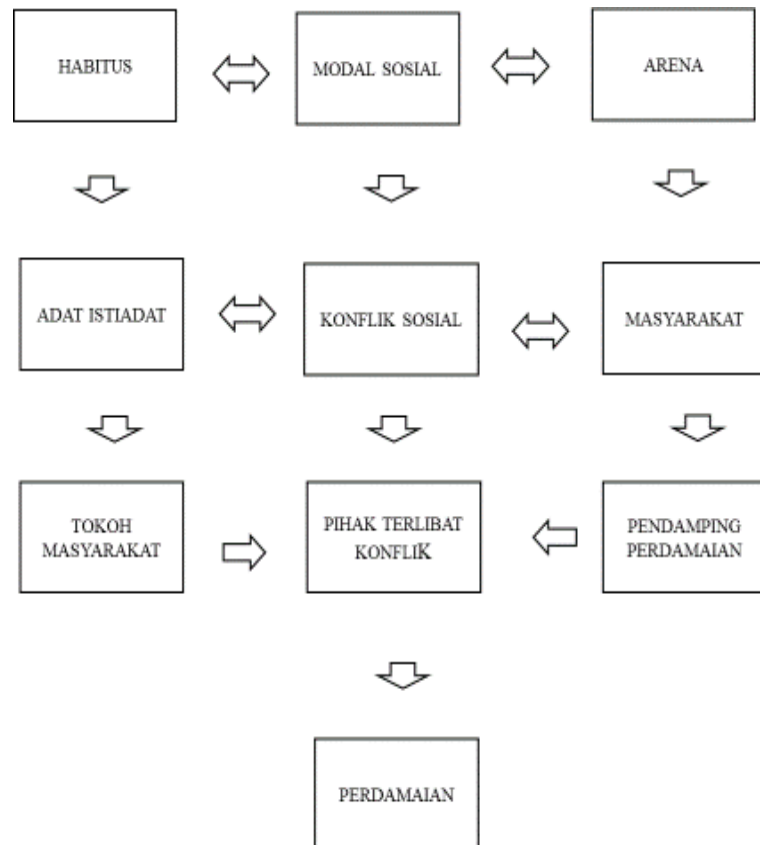 HABITUS
MODAL SOSIAL
ARENA
ADAT ISTIADAT
KONFLIK SOSIAL
MASYARAKAT
TOKOH
MASYARAKAT
PIHAK TERLIBAT
KONFLIK
PENDAMPING
PERDAMAIAN
PERDAMAIAN